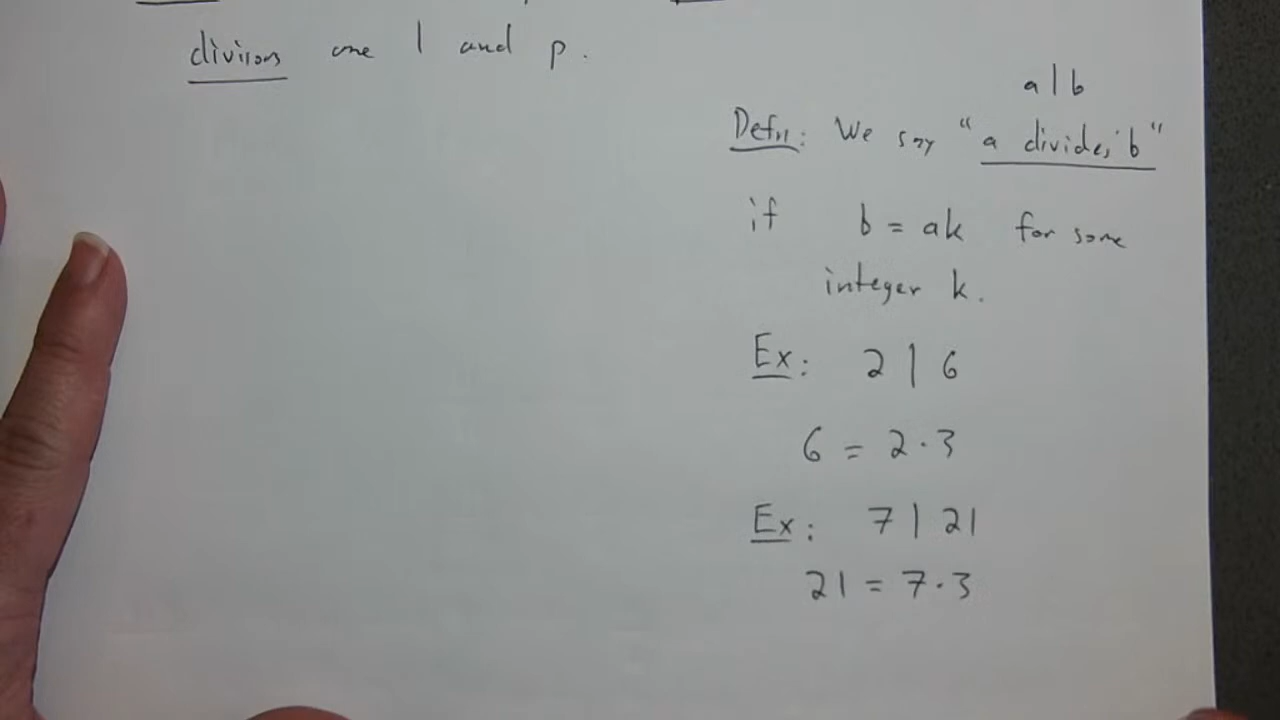 divisors are 1 and p.
a | b
Defn: We say "a divides b"
if b = ak for some
integer k.
Ex: 2 | 6
6 = 2·3
Ex: 7 | 21
21 = 7·3